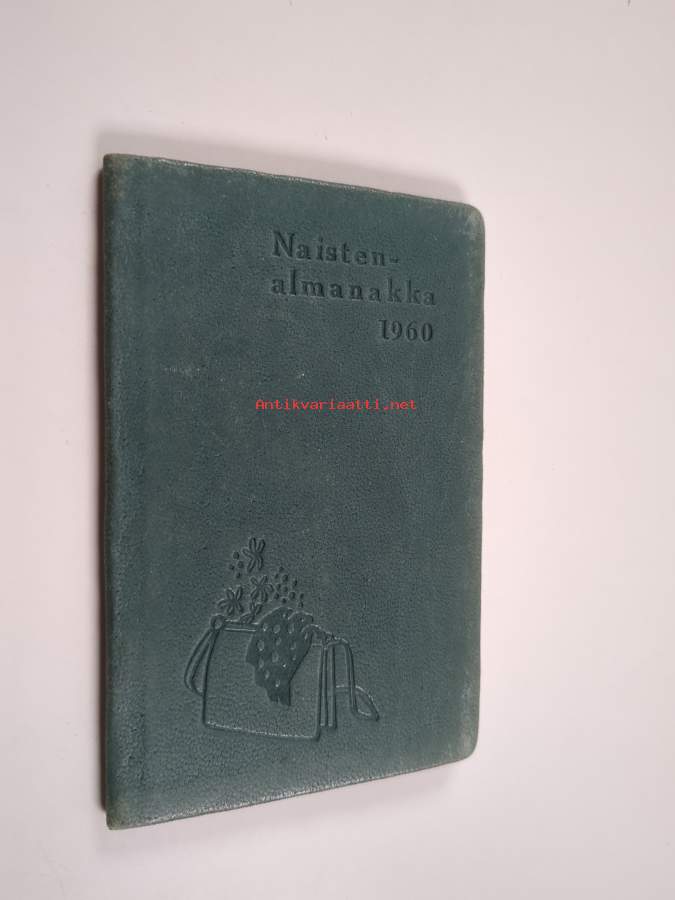 Naisten-
almanakka
1960
Antikvariaatti.net